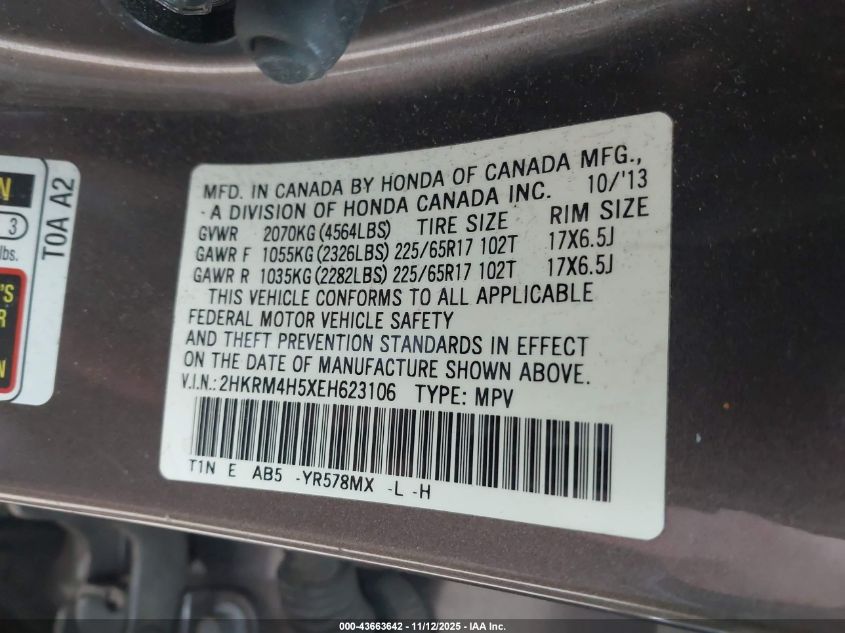 MFD. IN CANADA BY HONDA OF CANADA MFG.,
- A DIVISION OF HONDA CANADA INC. 10/'13
GVWR 2070KG (4564LBS) TIRE SIZE RIM SIZE
GAWR F 1055KG (2326LBS) 225/65R17 102T 17X6.5J
GAWR R 1035KG (2282LBS) 225/65R17 102T 17X6.5J
THIS VEHICLE CONFORMS TO ALL APPLICABLE
FEDERAL MOTOR VEHICLE SAFETY
AND THEFT PREVENTION STANDARDS IN EFFECT
ON THE DATE OF MANUFACTURE SHOWN ABOVE.
V.I.N.: 2HKRM4H5XEH623106 TYPE: MPV
T1N E AB5 -YR578MX -L -H
T0A A2
N
3
lbs.
'S
R
N
000-43663642 - 11/12/2025 - IAA Inc.